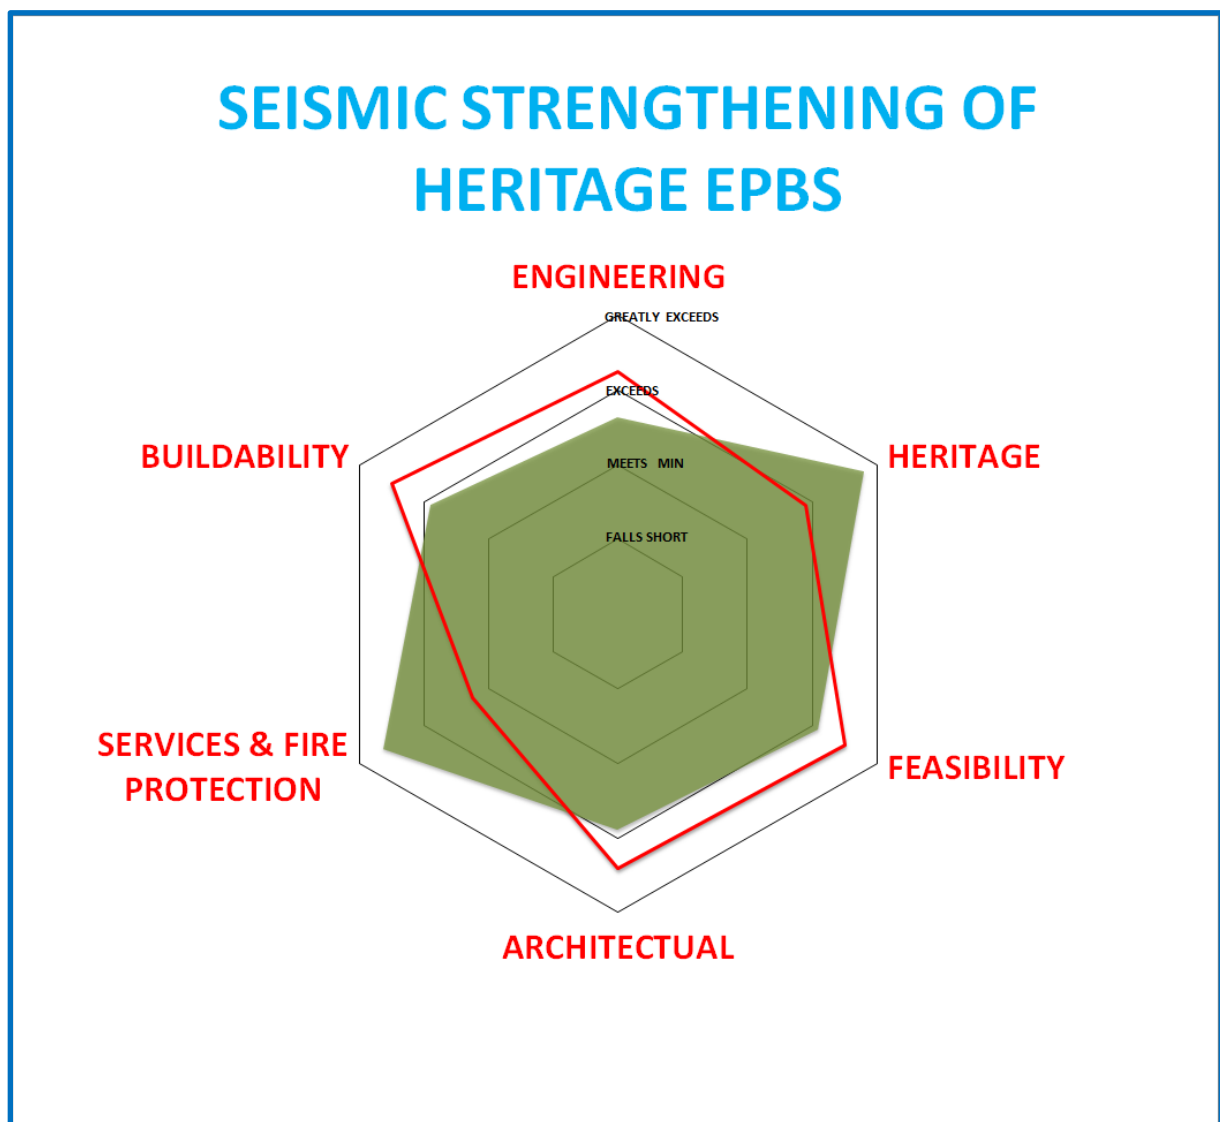 SEISMIC STRENGTHENING OF
HERITAGE EPBS
ENGINEERING
GREATLY EXCEEDS
EXCEEDS
BUILDABILITY
HERITAGE
MEETS MIN
FALLS SHORT
SERVICES & FIRE
PROTECTION
FEASIBILITY
ARCHITECTUAL